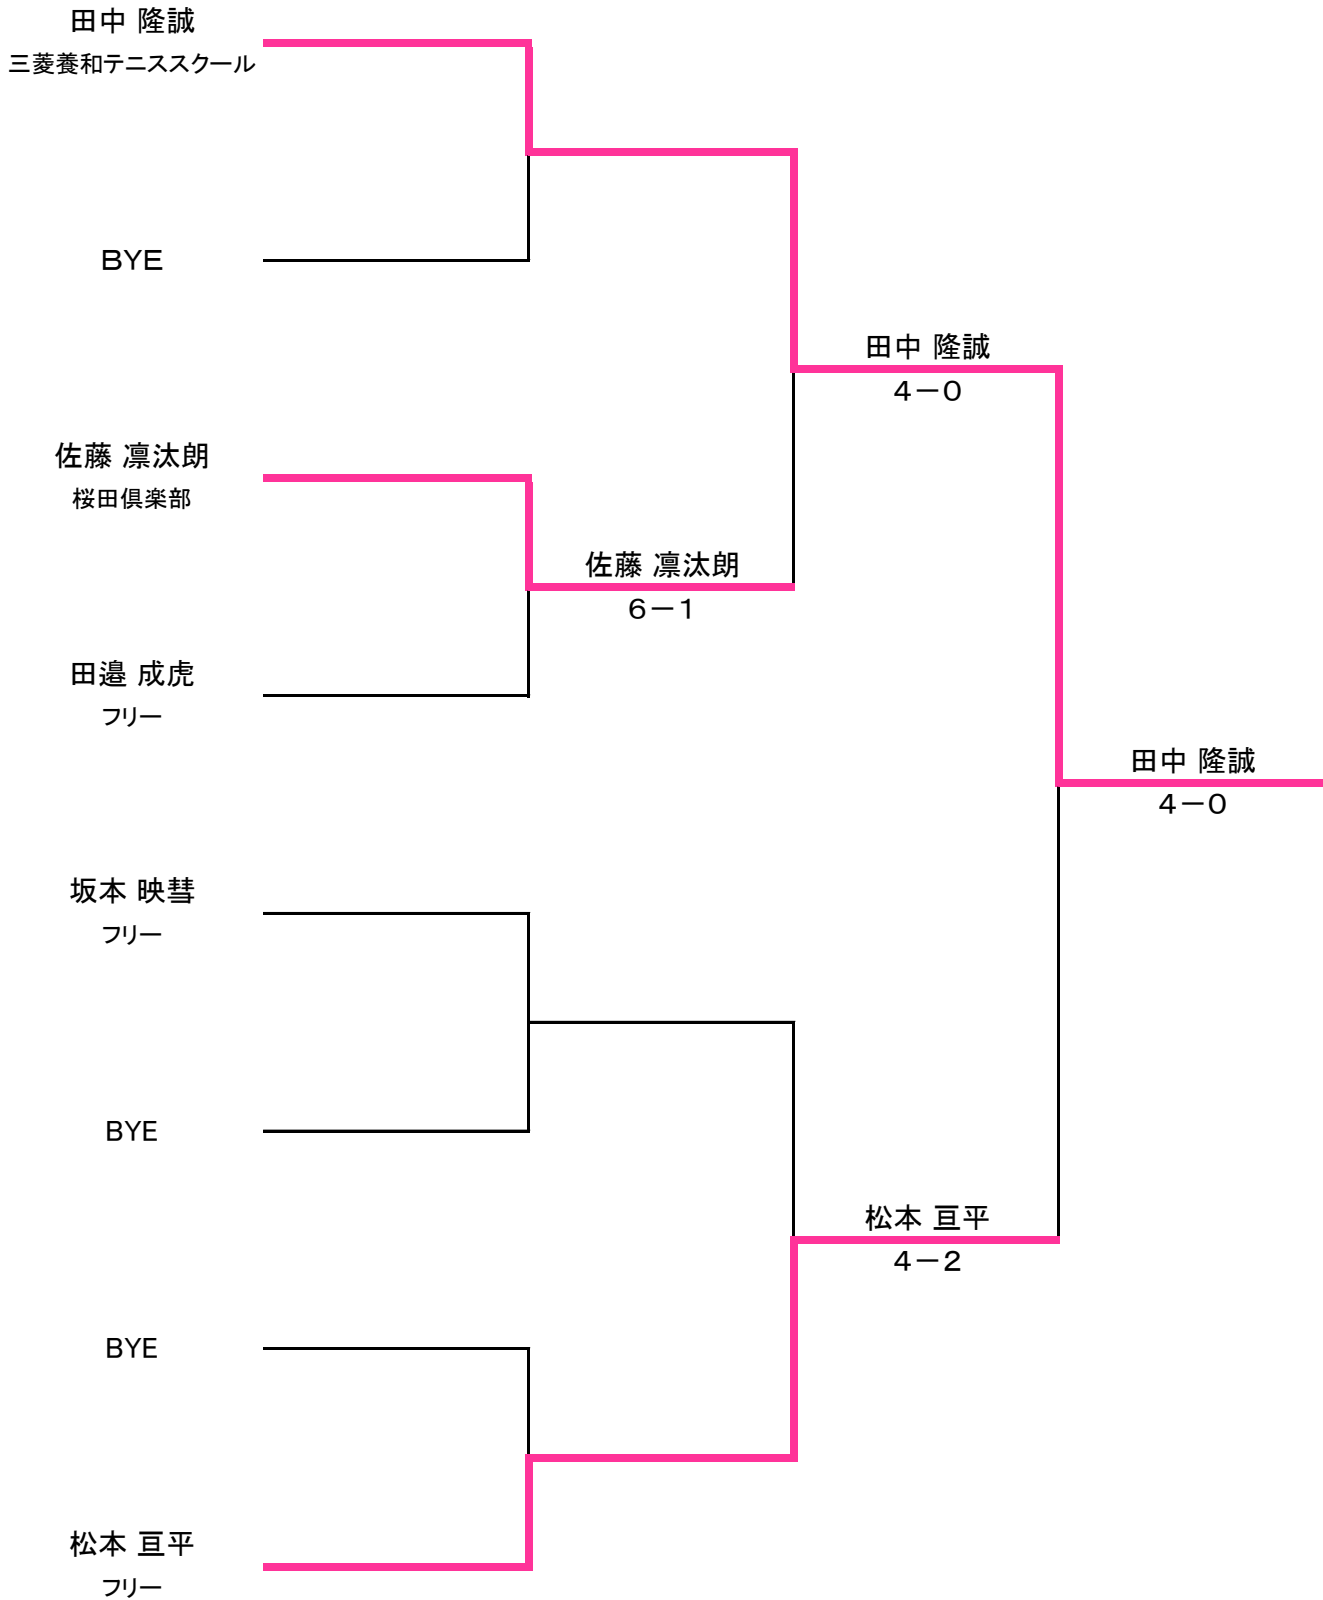 田中 隆誠
三菱養和テニススクール
BYE
田中 隆誠
4－0
佐藤 凛汰朗
桜田倶楽部
佐藤 凛汰朗
6－1
田邉 成虎
フリー
田中 隆誠
4－0
坂本 映彗
フリー
BYE
松本 亘平
4－2
BYE
松本 亘平
フリー